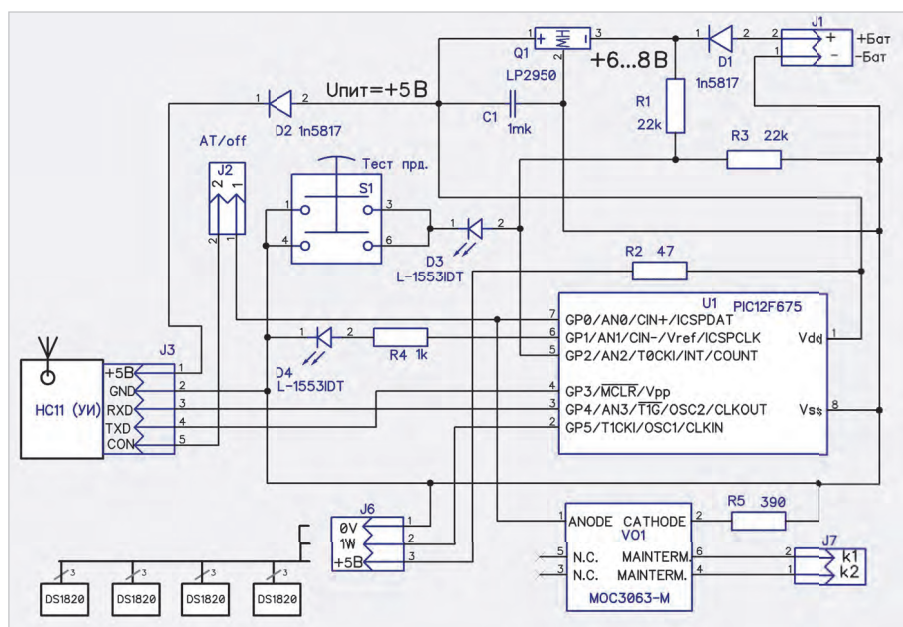 J1
1 + - 3
Q1
2
LP2950
+6...8В
D1
1n5817
2 + +Бат
1 - -Бат
Uпит=+5В
1 2
D2 1n5817
C1
1mk
R1
22k
R3 22k
AT/off
J2
2 1
2 1
Тест прд.
S1
1 3
4 6
1 2
D3
L-1553IDT
R2 47
U1 PIC12F675
7 GP0/AN0/CIN+/ICSPDAT
6 GP1/AN1/CIN-/Vref/ICSPCLK
5 GP2/AN2/T0CKI/INT/COUNT
4 GP3/MCLR/Vpp
3 GP4/AN3/T1G/OSC2/CLKOUT
2 GP5/T1CKI/OSC1/CLKIN
Vdd 1
Vss 8
1 2
R4 1k
D4
L-1553IDT
J3
HC11 (УИ)
+5В 1
GND 2
RXD 3
TXD 4
CON 5
J6
0V 1
1W 2
+5В 3
R5 390
1 ANODE CATHODE 2
VO1
5 N.C. MAINTERM. 6
3 N.C. MAINTERM. 4
MOC3063-M
J7
2 k1
1 k2
3 3 3 3
DS1820 DS1820 DS1820 DS1820